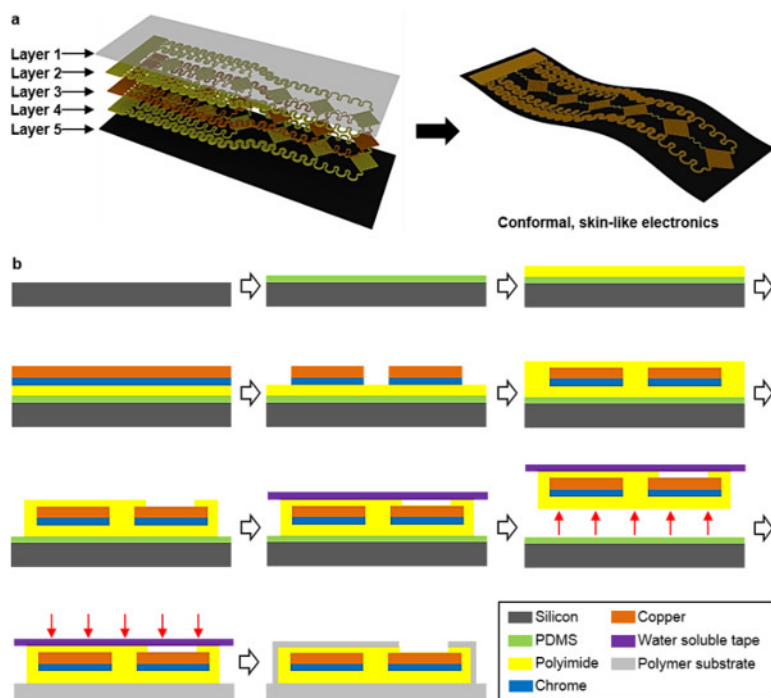 a
Layer 1
Layer 2
Layer 3
Layer 4
Layer 5
Conformal, skin-like electronics
b
Silicon
Copper
PDMS
Water soluble tape
Polyimide
Polymer substrate
Chrome